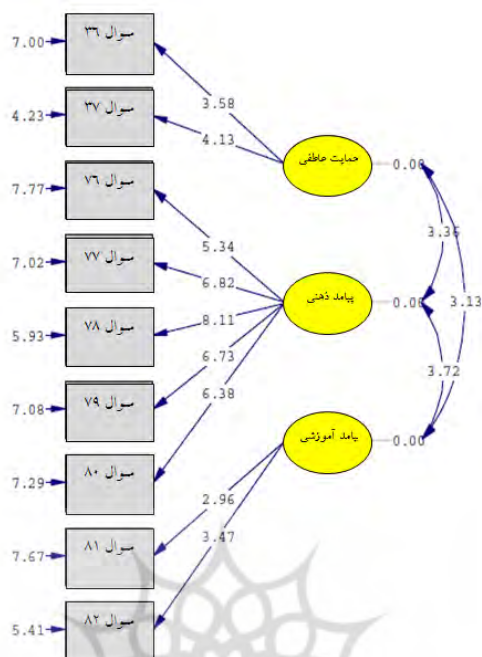 7.00
سوال ۳۶
4.23
سوال ۳۷
7.77
سوال ۷۶
7.02
سوال ۷۷
5.93
سوال ۷۸
7.08
سوال ۷۹
7.29
سوال ۸۰
7.67
سوال ۸۱
5.41
سوال ۸۲
3.58
4.13
5.34
6.82
8.11
6.73
6.38
2.96
3.47
حمایت عاطفی
0.00
پیامد ذهنی
0.00
پیامد آموزشی
0.00
3.36
3.13
3.72